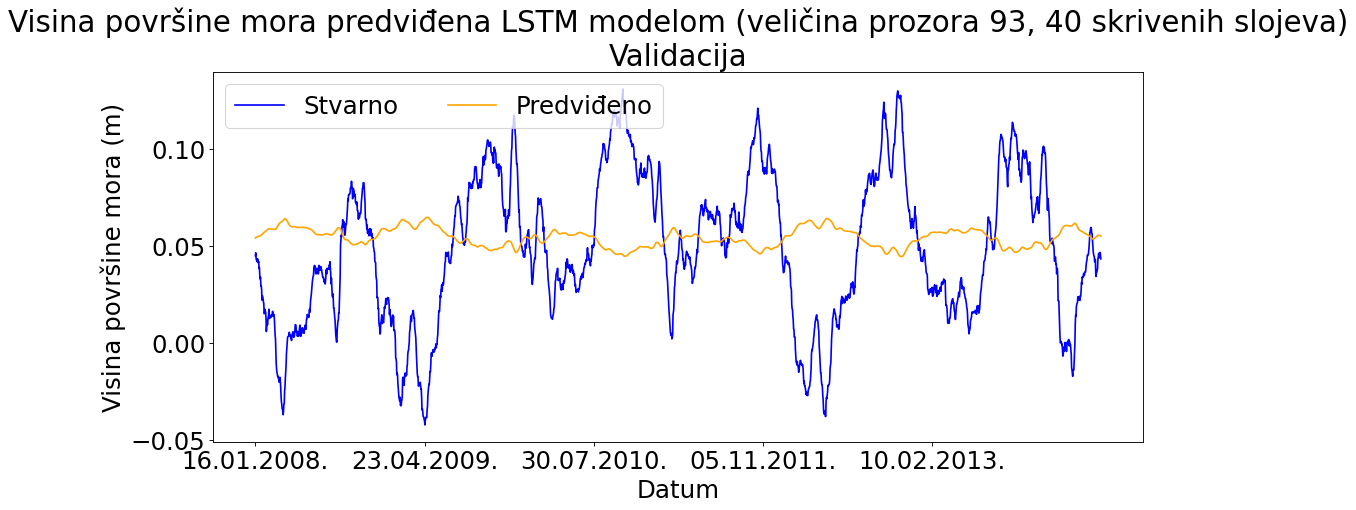 Visina površine mora predviđena LSTM modelom (veličina prozora 93, 40 skrivenih slojeva)
Validacija
Stvarno Predviđeno
Visina površine mora (m)
0.10
0.05
0.00
−0.05
16.01.2008. 23.04.2009. 30.07.2010. 05.11.2011. 10.02.2013.
Datum